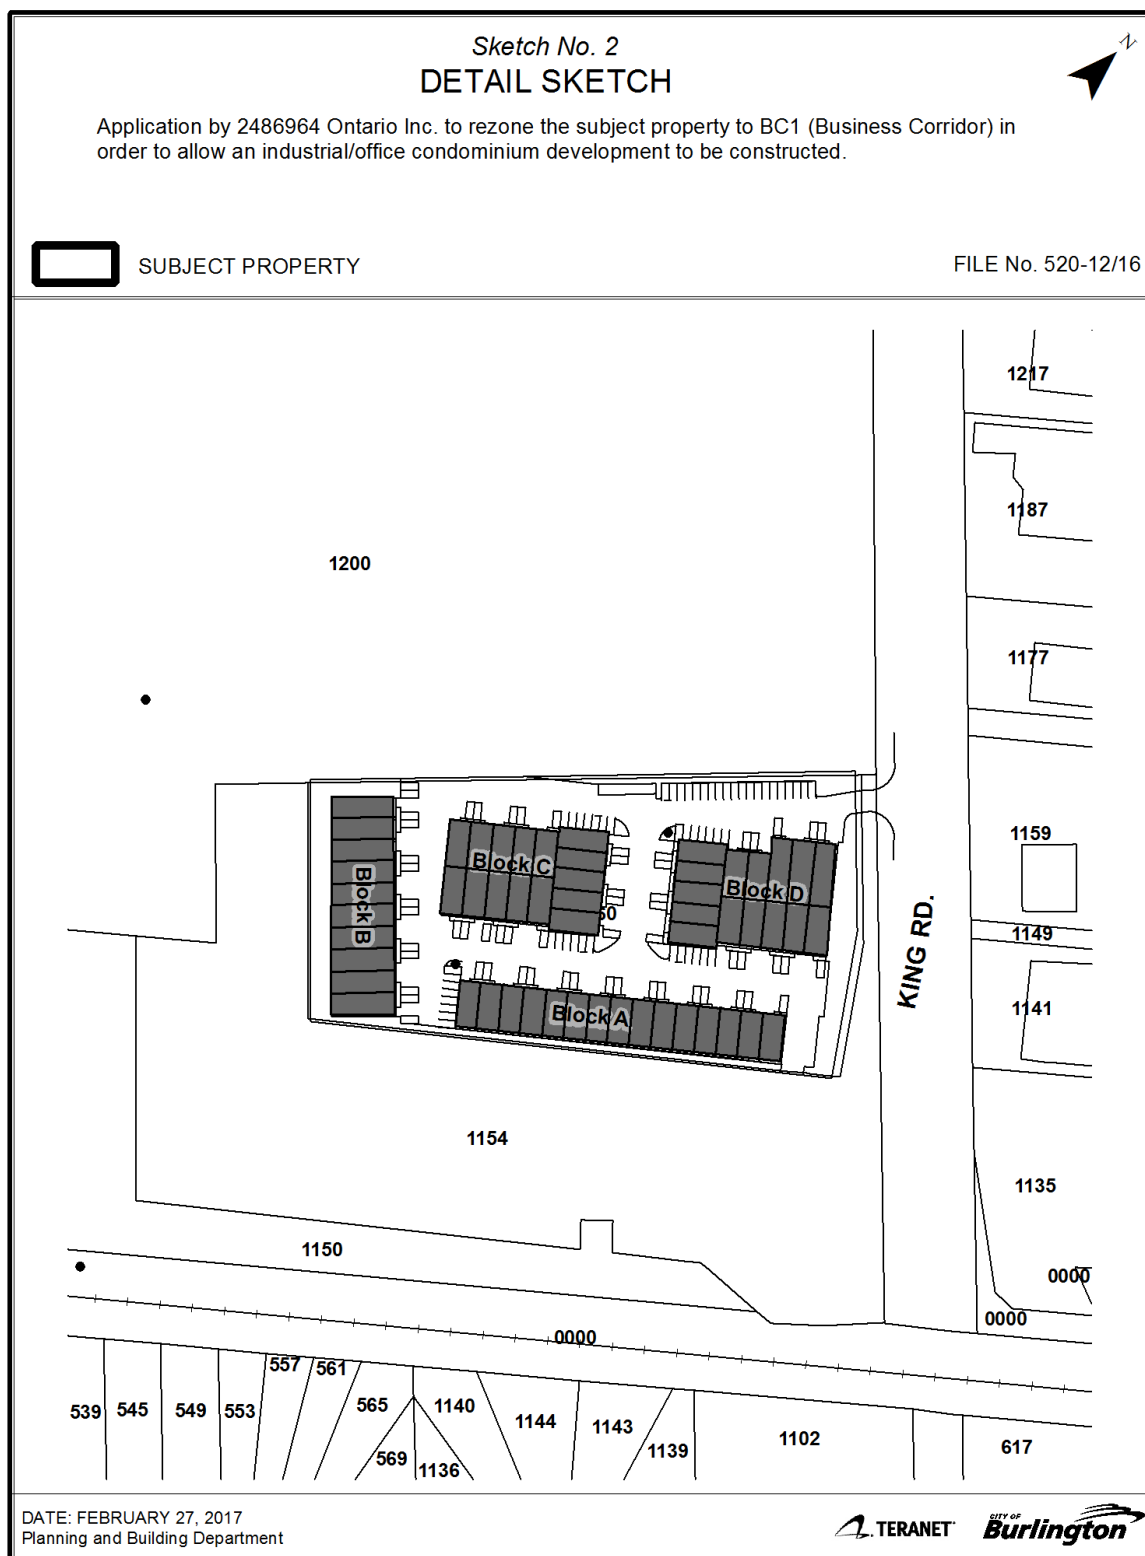 Sketch No. 2
DETAIL SKETCH
N
Application by 2486964 Ontario Inc. to rezone the subject property to BC1 (Business Corridor) in
order to allow an industrial/office condominium development to be constructed.
SUBJECT PROPERTY
FILE No. 520-12/16
1217
1187
1200
1177
1159
Block C
Block D
Block B
KING RD.
1149
1141
Block A
1154
1135
1150
0000
0000
0000
557
561
539
545
549
553
565
1140
1144
1143
1102
617
569
1136
1139
DATE: FEBRUARY 27, 2017
Planning and Building Department
TERANET
CITY OF
Burlington